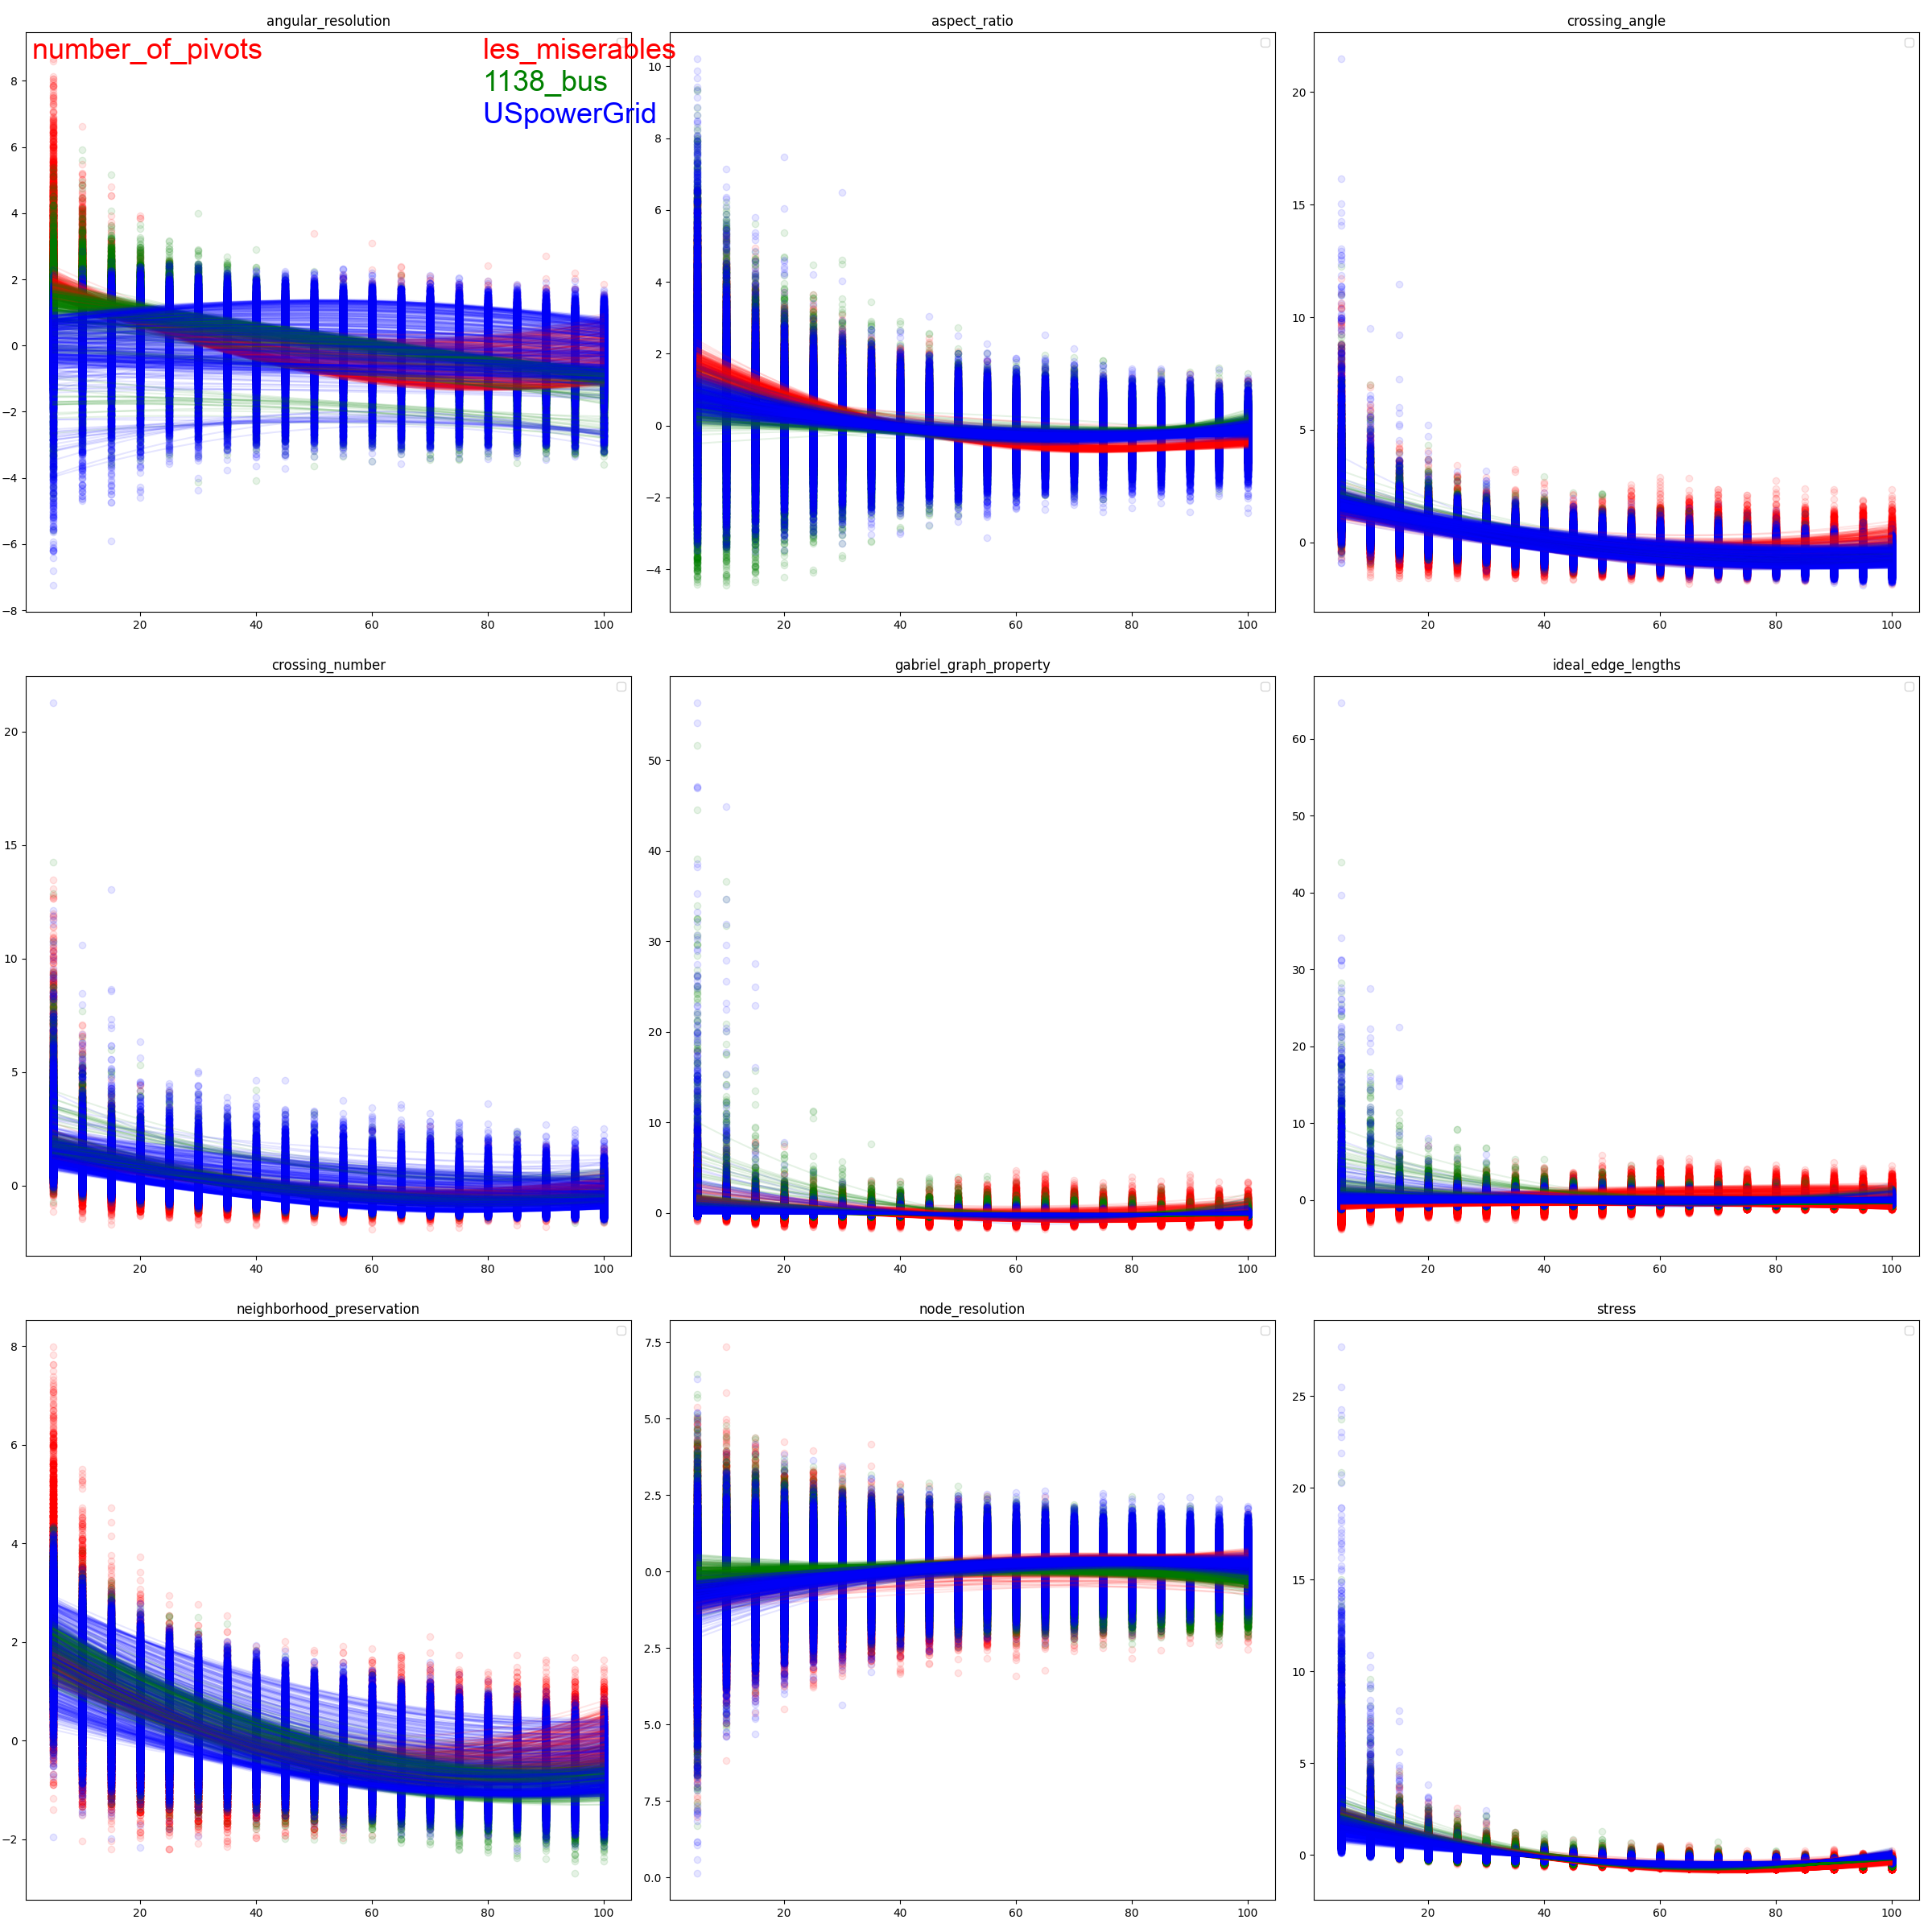 angular_resolution
aspect_ratio
crossing_angle
number_of_pivots
les_miserables
1138_bus
USpowerGrid
8
6
4
2
0
−2
−4
−6
−8
20 40 60 80 100
10
8
6
4
2
0
−2
−4
20 40 60 80 100
20
15
10
5
0
20 40 60 80 100
crossing_number
gabriel_graph_property
ideal_edge_lengths
20
15
10
5
0
20 40 60 80 100
50
40
30
20
10
0
20 40 60 80 100
60
50
40
30
20
10
0
20 40 60 80 100
neighborhood_preservation
node_resolution
stress
8
6
4
2
0
−2
20 40 60 80 100
7.5
5.0
2.5
0.0
2.5
5.0
7.5
0.0
20 40 60 80 100
25
20
15
10
5
0
20 40 60 80 100